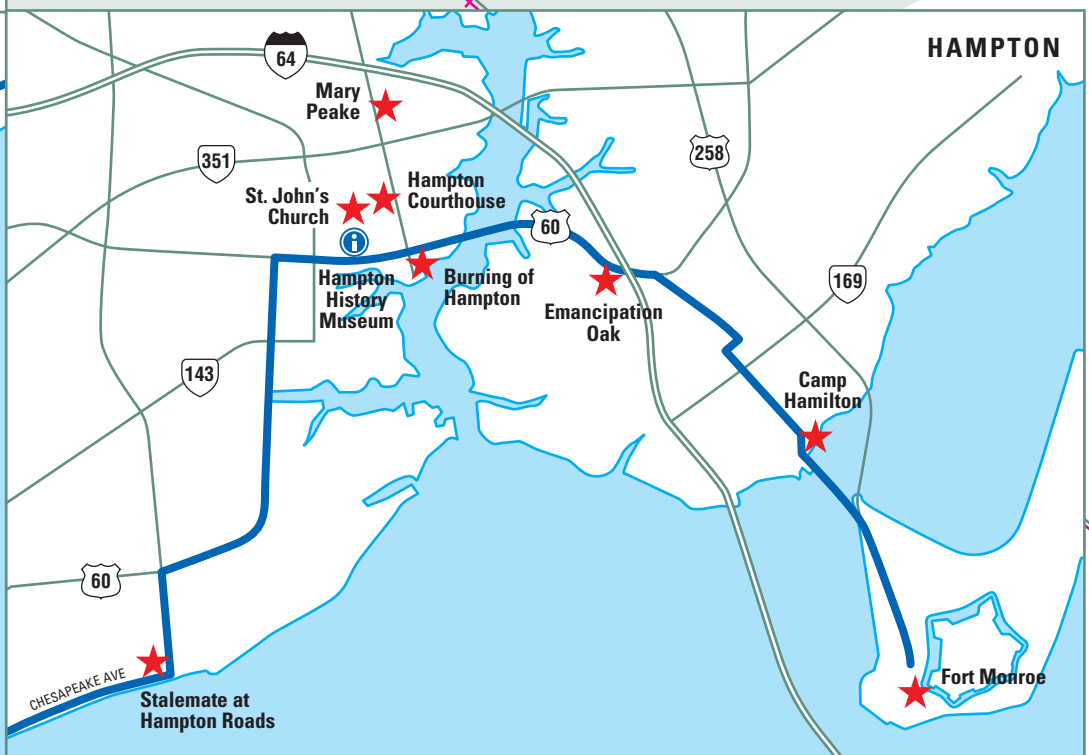 HAMPTON
64
Mary
Peake
351
258
St. John's
Church
Hampton
Courthouse
60
i
Hampton
History
Museum
Burning of
Hampton
Emancipation
Oak
169
143
Camp
Hamilton
60
CHESAPEAKE AVE
Stalemate at
Hampton Roads
Fort Monroe